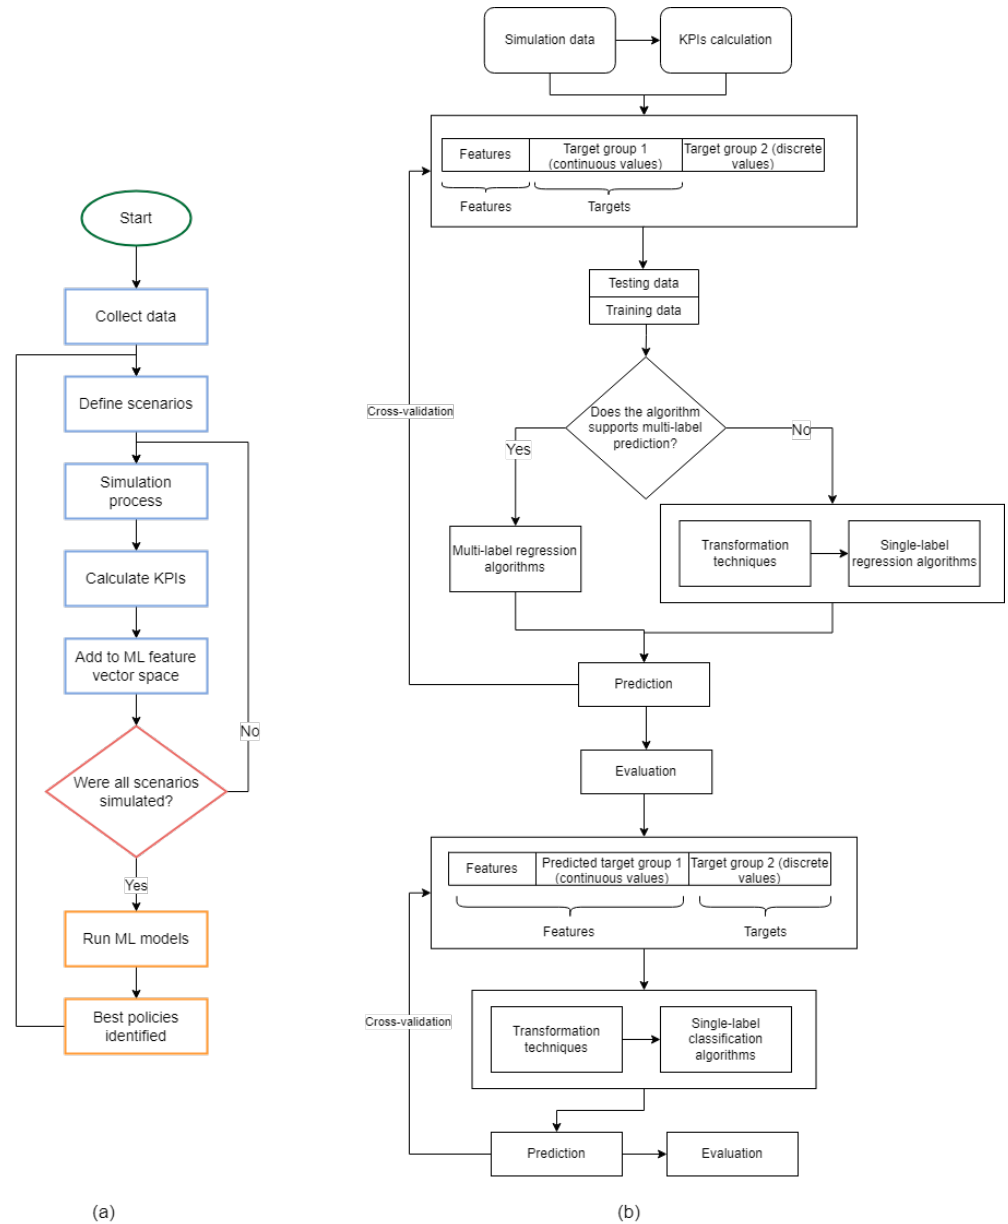 Start
Collect data
Define scenarios
Simulation
process
Calculate KPIs
Add to ML feature
vector space
No
Were all scenarios
simulated?
Yes
Run ML models
Best policies
identified
(a)
Simulation data
KPIs calculation
Features
Target group 1
(continuous values)
Target group 2 (discrete
values)
Features
Targets
Testing data
Training data
Cross-validation
Does the algorithm
supports multi-label
prediction?
Yes
No
Multi-label regression
algorithms
Transformation
techniques
Single-label
regression algorithms
Prediction
Evaluation
Features
Predicted target group 1
(continuous values)
Target group 2 (discrete
values)
Features
Targets
Cross-validation
Transformation
techniques
Single-label
classification
algorithms
Prediction
Evaluation
(b)